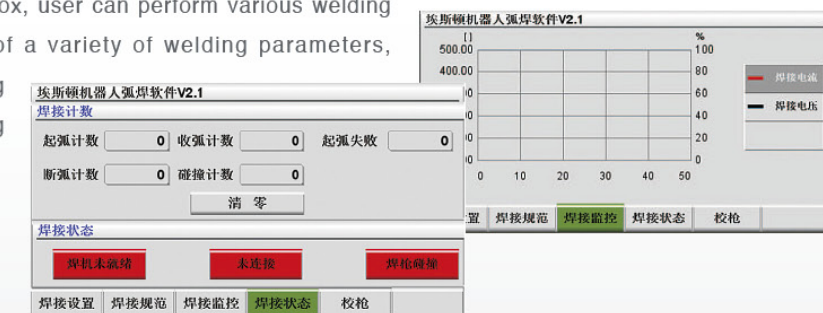 ox, user can perform various welding
of a variety of welding parameters,
g
g
埃斯顿机器人弧焊软件V2.1
焊接计数
起弧计数 0 收弧计数 0 起弧失败 0
断弧计数 0 碰撞计数 0
清 零
焊接状态
焊机未就绪 未连接 焊枪碰撞
焊接设置 焊接规范 焊接监控 焊接状态 校枪
埃斯顿机器人弧焊软件V2.1
[] %
500.00 100
400.00 80
00 60
00 40
00 20
00 0
0 10 20 30 40 50
焊接电流
焊接电压
置 焊接规范 焊接监控 焊接状态 校枪